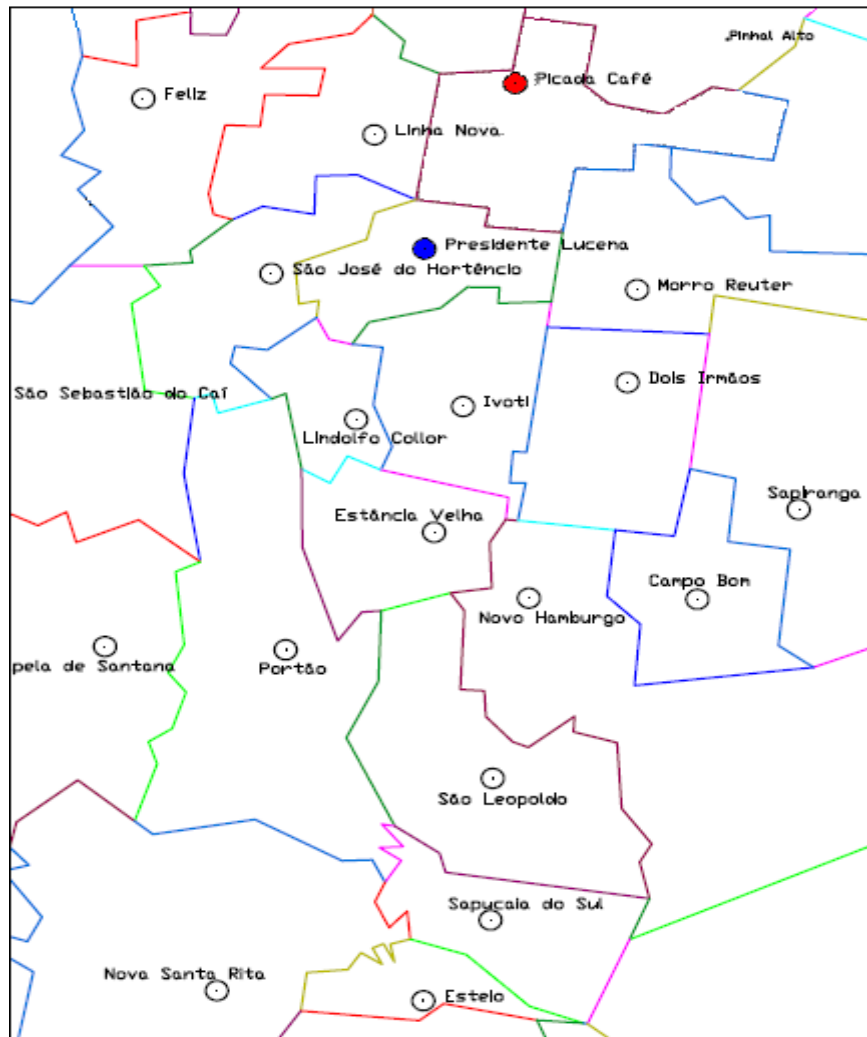 Pinhal Alto
Picada Café
Feliz
Linha Nova
Presidente Lucena
São José do Hortêncio
Morro Reuter
Dois Irmãos
São Sebastião do Caí
Ivoti
Lindolfo Collor
Sapiranga
Estância Velha
Campo Bom
Novo Hamburgo
pela de Santana
Portão
São Leopoldo
Sapucaia do Sul
Nova Santa Rita
Esteio